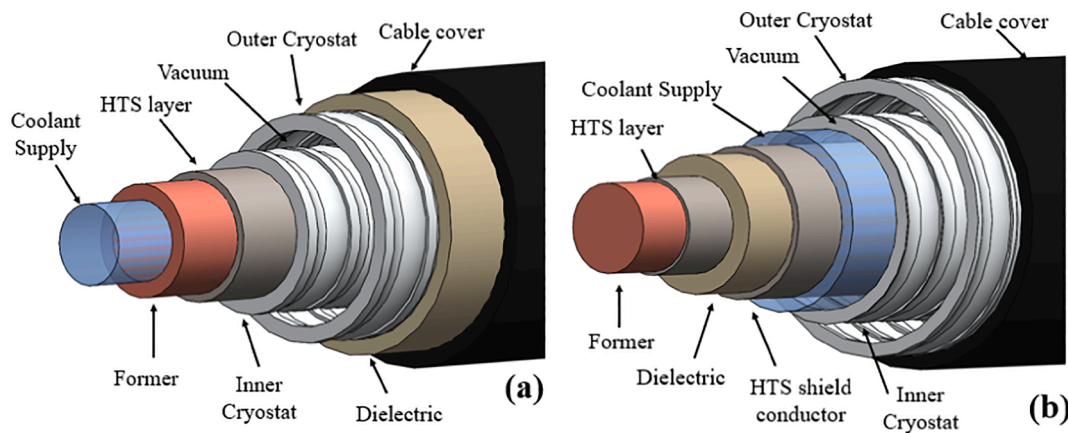 Outer Cryostat
Cable cover
Vacuum
HTS layer
Coolant
Supply
Former
Inner
Cryostat
Dielectric
(a)
Outer Cryostat
Cable cover
Vacuum
Coolant Supply
HTS layer
Former
Dielectric
HTS shield
conductor
Inner
Cryostat
(b)